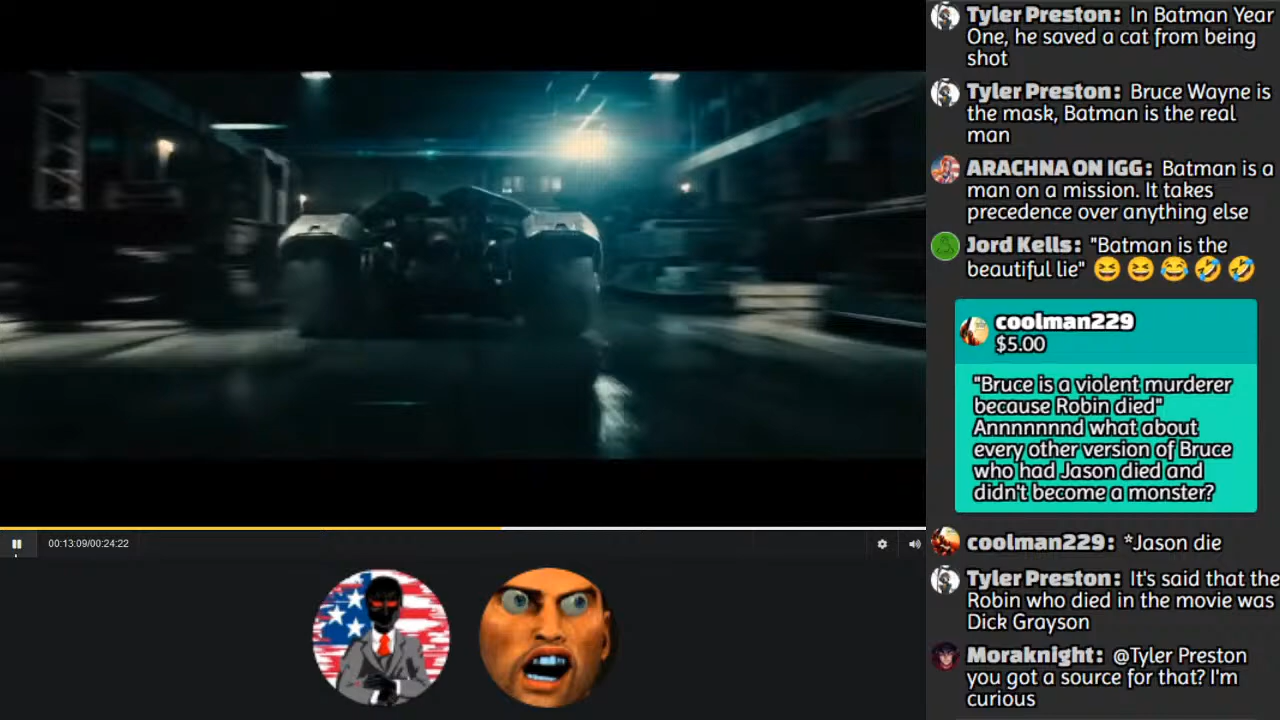 Tyler Preston: In Batman Year
One, he saved a cat from being
shot
Tyler Preston: Bruce Wayne is
the mask, Batman is the real
man
ARACHNA ON IGG: Batman is a
man on a mission. It takes
precedence over anything else
Jord Kells: "Batman is the
beautiful lie" 😆😆😂🤣🤣
coolman229
$5.00
"Bruce is a violent murderer
because Robin died"
Annnnnnnd what about
every other version of Bruce
who had Jason died and
didn't become a monster?
coolman229: *Jason die
Tyler Preston: It's said that the
Robin who died in the movie was
Dick Grayson
Moraknight: @Tyler Preston
you got a source for that? I'm
curious
00:13:09/00:24:22